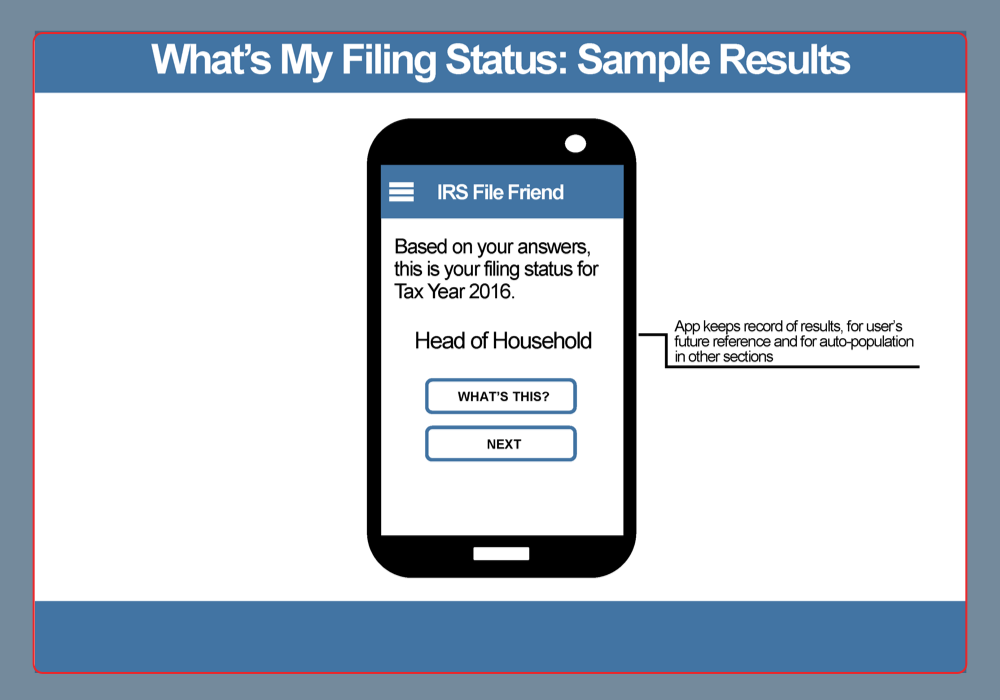 What's My Filing Status: Sample Results
IRS File Friend
Based on your answers,
this is your filing status for
Tax Year 2016.
Head of Household
WHAT'S THIS?
NEXT
App keeps record of results, for user's
future reference and for auto-population
in other sections